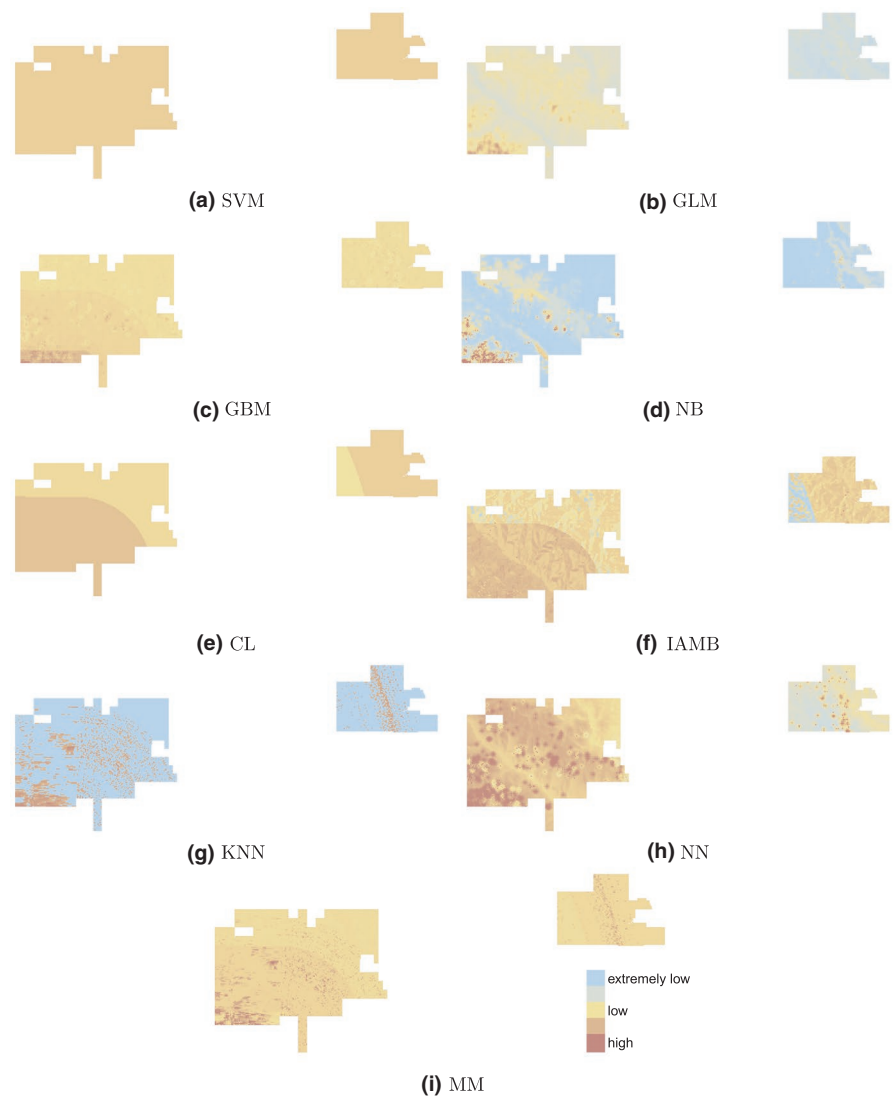 (a) SVM
(b) GLM
(c) GBM
(d) NB
(e) CL
(f) IAMB
(g) KNN
(h) NN
extremely low
low
high
(i) MM